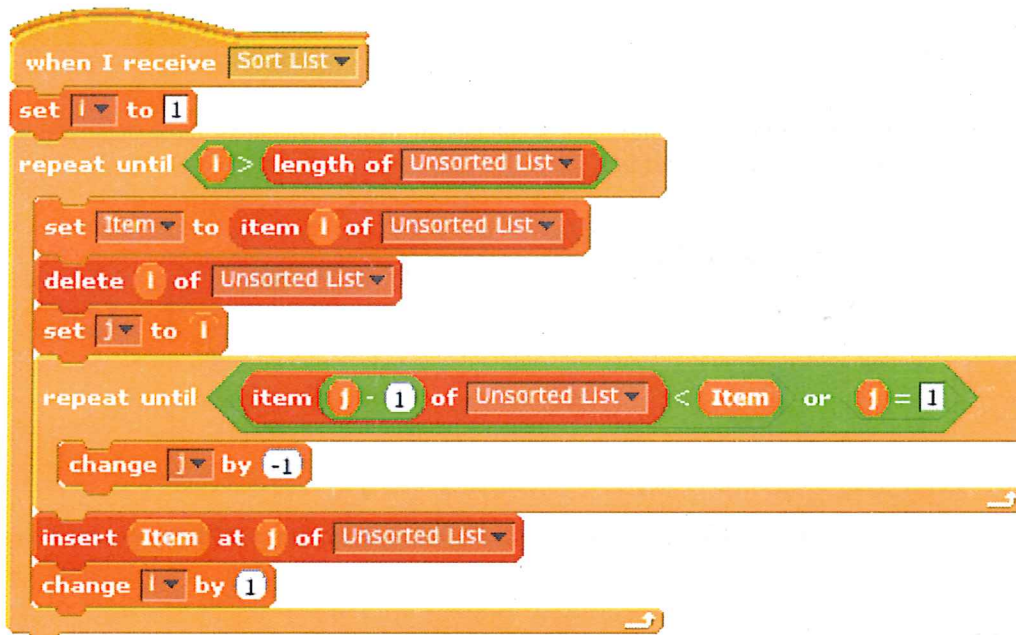 when I receive Sort List
set i to 1
repeat until i > length of Unsorted List
set Item to item i of Unsorted List
delete i of Unsorted List
set j to i
repeat until item j - 1 of Unsorted List < Item or j = 1
change j by -1
insert Item at j of Unsorted List
change i by 1